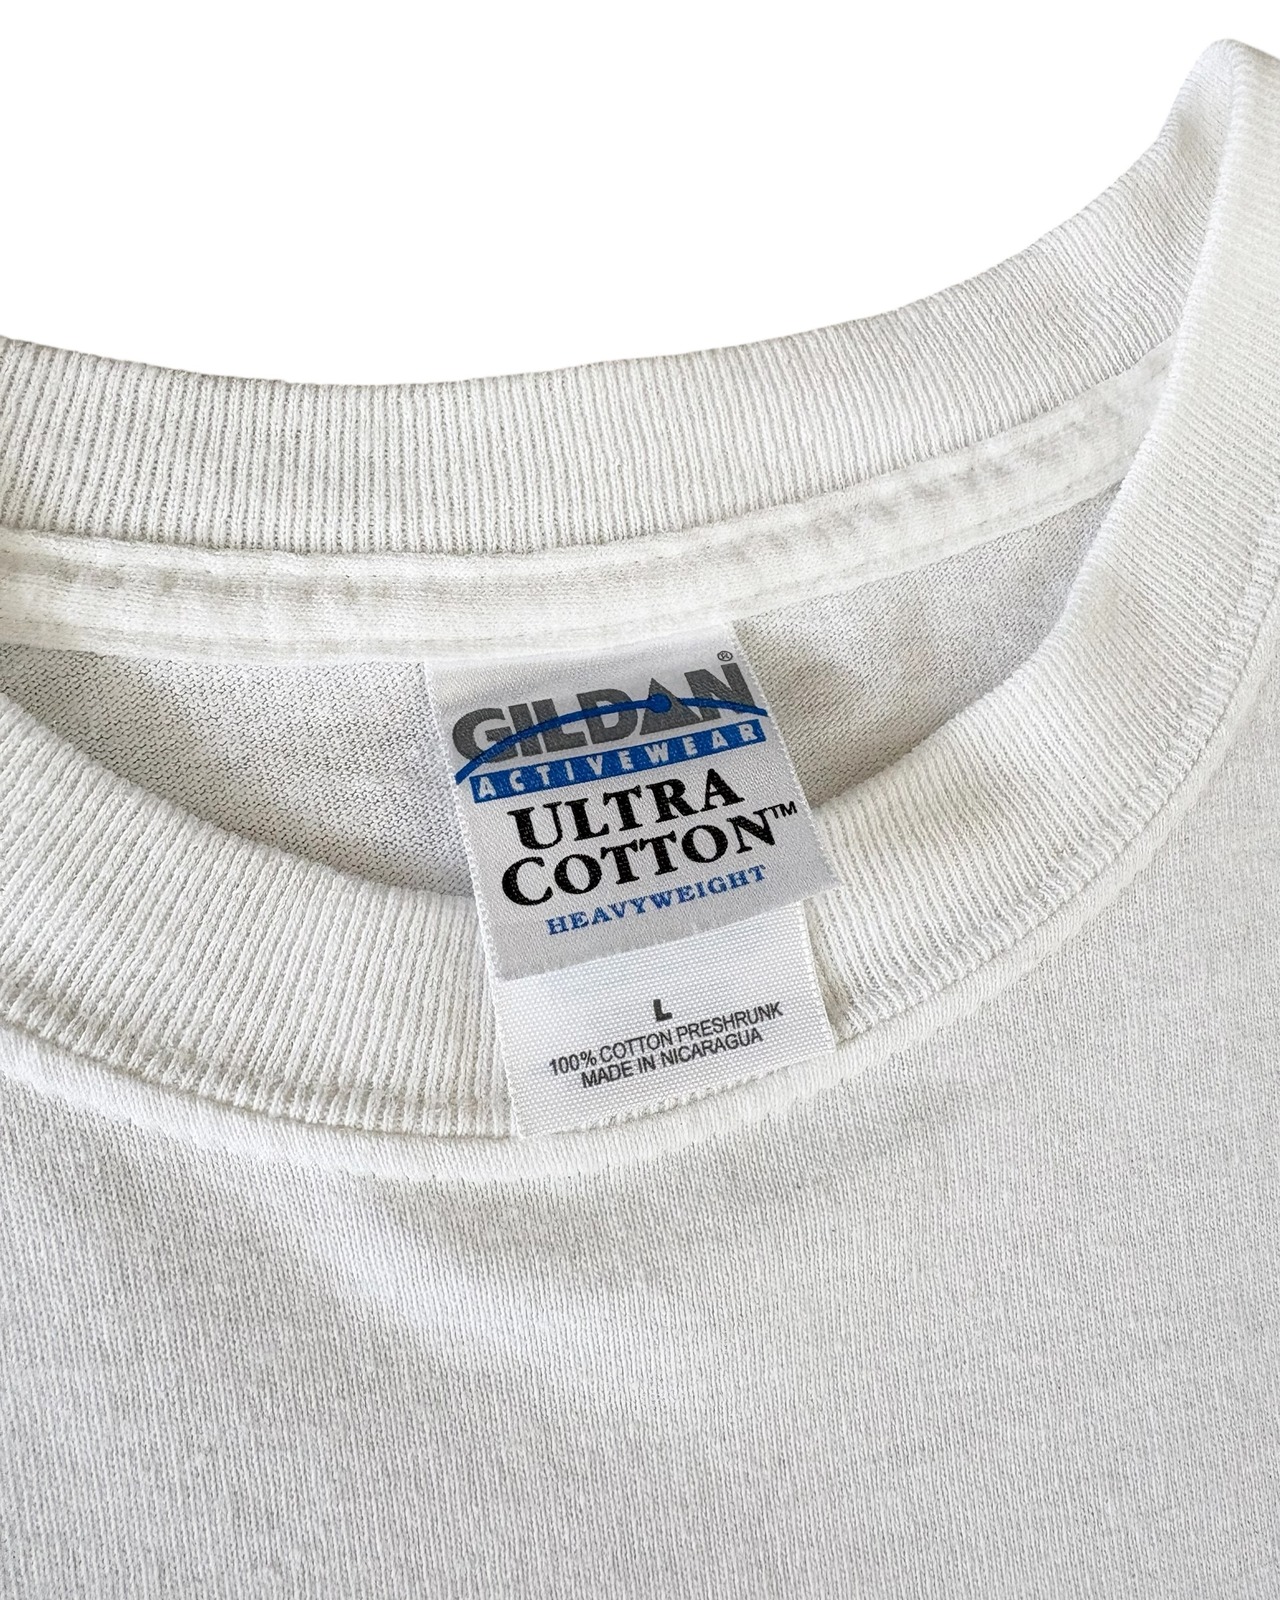 GILDAN®
ACTIVEWEAR
ULTRA
COTTON™
HEAVYWEIGHT
L
100% COTTON PRESHRUNK
MADE IN NICARAGUA